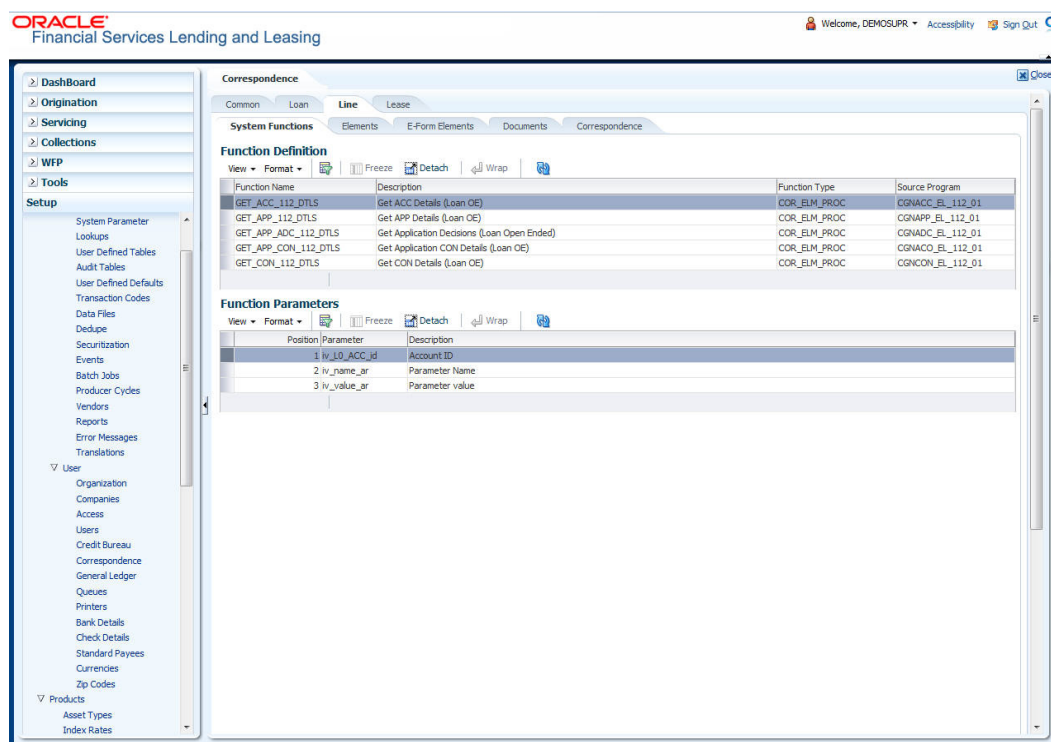 ORACLE
Financial Services Lending and Leasing
Welcome, DEMOSUPR Accessibility Sign Out
DashBoard
Origination
Servicing
Collections
WFP
Tools
Setup
System Parameter
Lookups
User Defined Tables
Audit Tables
User Defined Defaults
Transaction Codes
Data Files
Dedupe
Securitization
Events
Batch Jobs
Producer Cycles
Vendors
Reports
Error Messages
Translations
User
Organization
Companies
Access
Users
Credit Bureau
Correspondence
General Ledger
Queues
Printers
Bank Details
Check Details
Standard Payees
Currencies
Zip Codes
Products
Asset Types
Index Rates
Correspondence
Close
Common Loan Line Lease
System Functions Elements E-Form Elements Documents Correspondence
Function Definition
View Format Freeze Detach Wrap
Function Name Description Function Type Source Program
GET_ACC_112_DTLS Get ACC Details (Loan OE) COR_ELM_PROC CGNACC_EL_112_01
GET_APP_112_DTLS Get APP Details (Loan OE) COR_ELM_PROC CGNAPP_EL_112_01
GET_APP_ADC_112_DTLS Get Application Decisions (Loan Open Ended) COR_ELM_PROC CGNADC_EL_112_01
GET_APP_CON_112_DTLS Get Application CON Details (Loan OE) COR_ELM_PROC CGNACO_EL_112_01
GET_CON_112_DTLS Get CON Details (Loan OE) COR_ELM_PROC CGNCON_EL_112_01
Function Parameters
View Format Freeze Detach Wrap
Position Parameter Description
1 iv_L0_ACC_id Account ID
2 iv_name_ar Parameter Name
3 iv_value_ar Parameter value